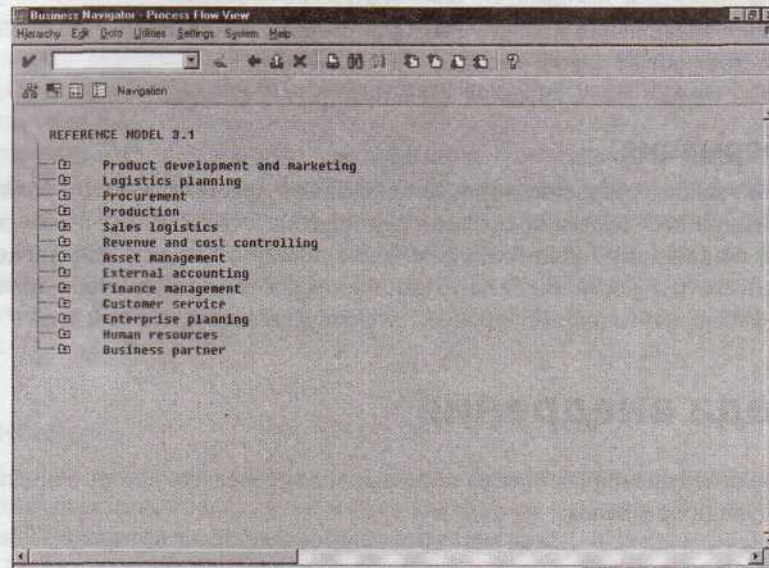 Business Navigator - Process Flow View
Hierarchy Edit Goto Utilities Settings System Help
Navigation
REFERENCE MODEL 3.1
Product development and marketing
Logistics planning
Procurement
Production
Sales logistics
Revenue and cost controlling
Asset management
External accounting
Finance management
Customer service
Enterprise planning
Human resources
Business partner